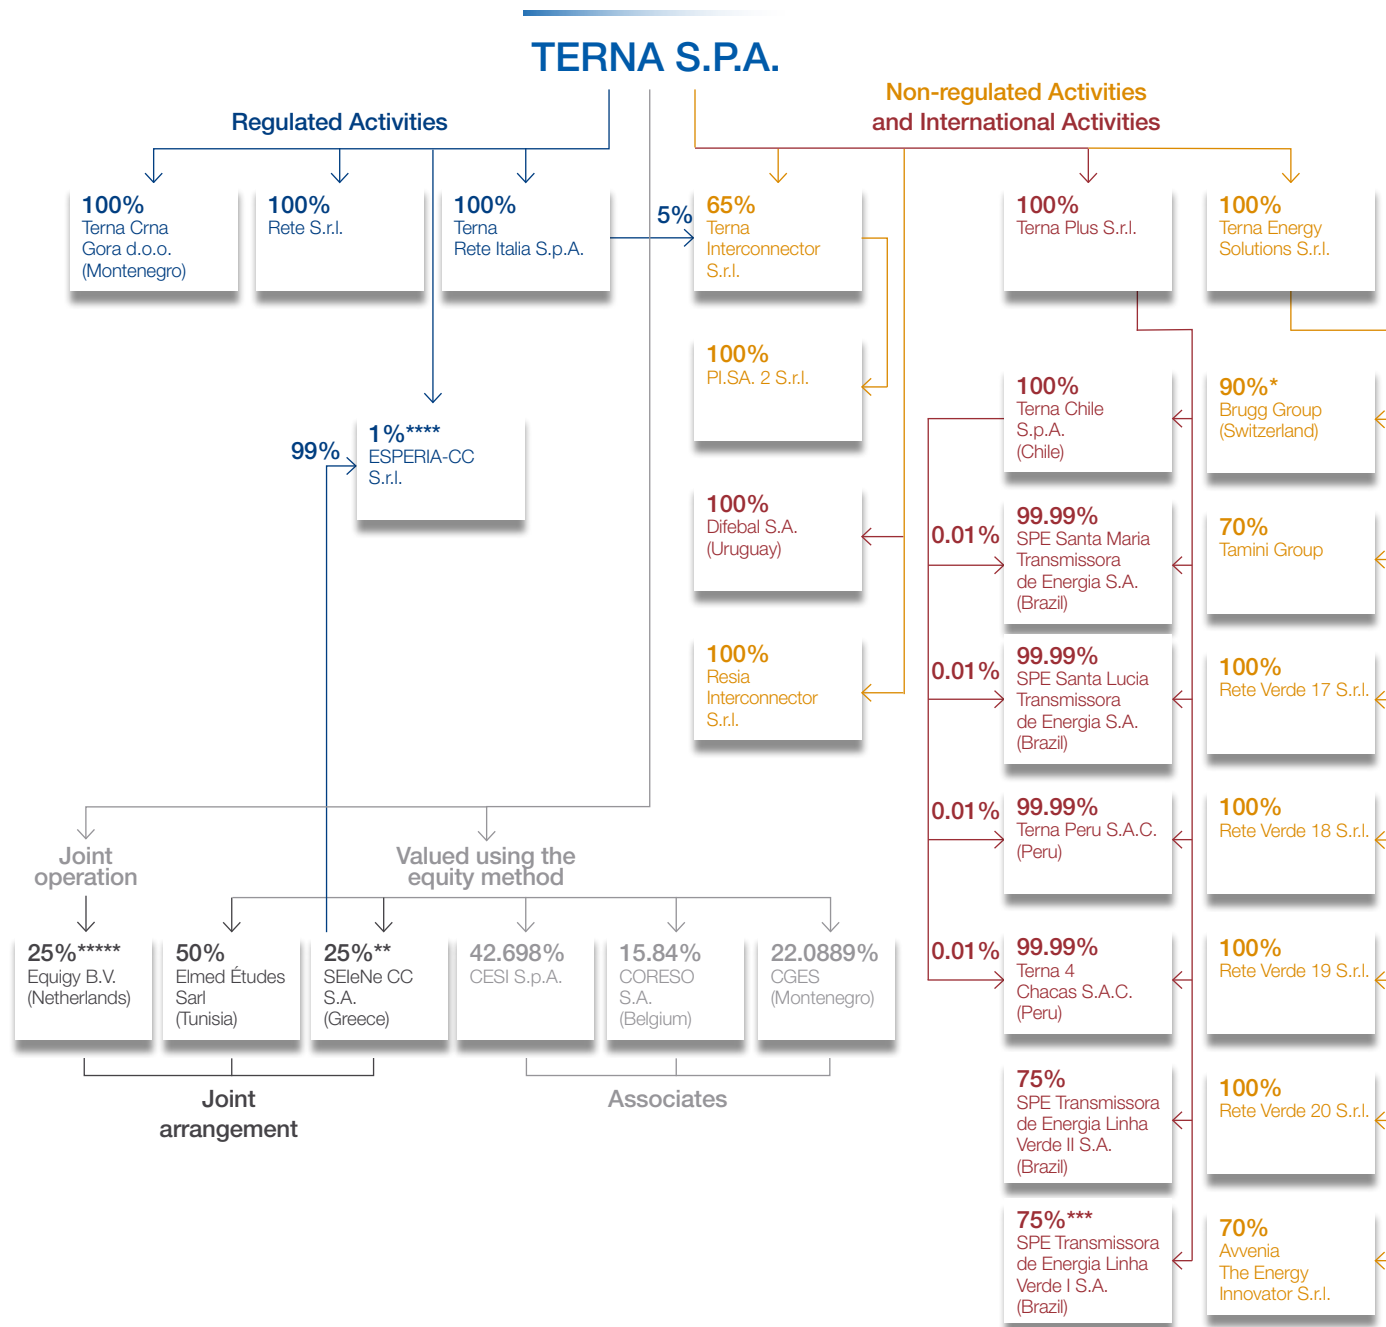 TERNA S.P.A.
Regulated Activities
Non-regulated Activities
and International Activities
100%
Terna Crna
Gora d.o.o.
(Montenegro)
100%
Rete S.r.l.
100%
Terna
Rete Italia S.p.A.
5%
65%
Terna
Interconnector
S.r.l.
100%
Terna Plus S.r.l.
100%
Terna Energy
Solutions S.r.l.
100%
PI.SA. 2 S.r.l.
99%
1%****
ESPERIA-CC
S.r.l.
100%
Difebal S.A.
(Uruguay)
100%
Resia
Interconnector
S.r.l.
100%
Terna Chile
S.p.A.
(Chile)
0.01%
99.99%
SPE Santa Maria
Transmissora
de Energia S.A.
(Brazil)
0.01%
99.99%
SPE Santa Lucia
Transmissora
de Energia S.A.
(Brazil)
0.01%
99.99%
Terna Peru S.A.C.
(Peru)
0.01%
99.99%
Terna 4
Chacas S.A.C.
(Peru)
75%
SPE Transmissora
de Energia Linha
Verde II S.A.
(Brazil)
75%***
SPE Transmissora
de Energia Linha
Verde I S.A.
(Brazil)
90%*
Brugg Group
(Switzerland)
70%
Tamini Group
100%
Rete Verde 17 S.r.l.
100%
Rete Verde 18 S.r.l.
100%
Rete Verde 19 S.r.l.
100%
Rete Verde 20 S.r.l.
70%
Avvenia
The Energy
Innovator S.r.l.
Joint
operation
Valued using the
equity method
25%*****
Equigy B.V.
(Netherlands)
50%
Elmed Études
Sarl
(Tunisia)
25%**
SEleNe CC
S.A.
(Greece)
42.698%
CESI S.p.A.
15.84%
CORESO
S.A.
(Belgium)
22.0889%
CGES
(Montenegro)
Joint
arrangement
Associates